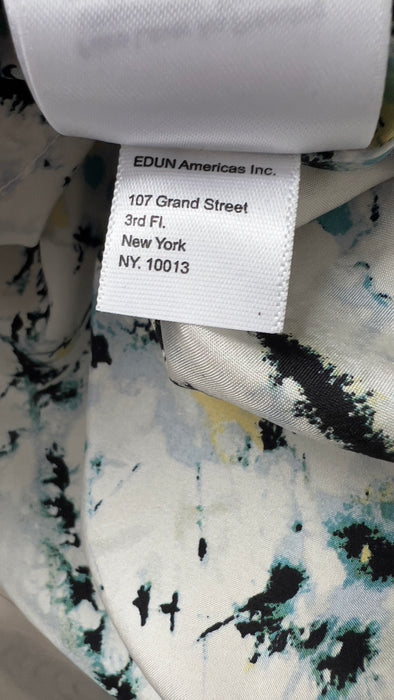 EDUN Americas Inc.
107 Grand Street
3rd Fl.
New York
NY. 10013